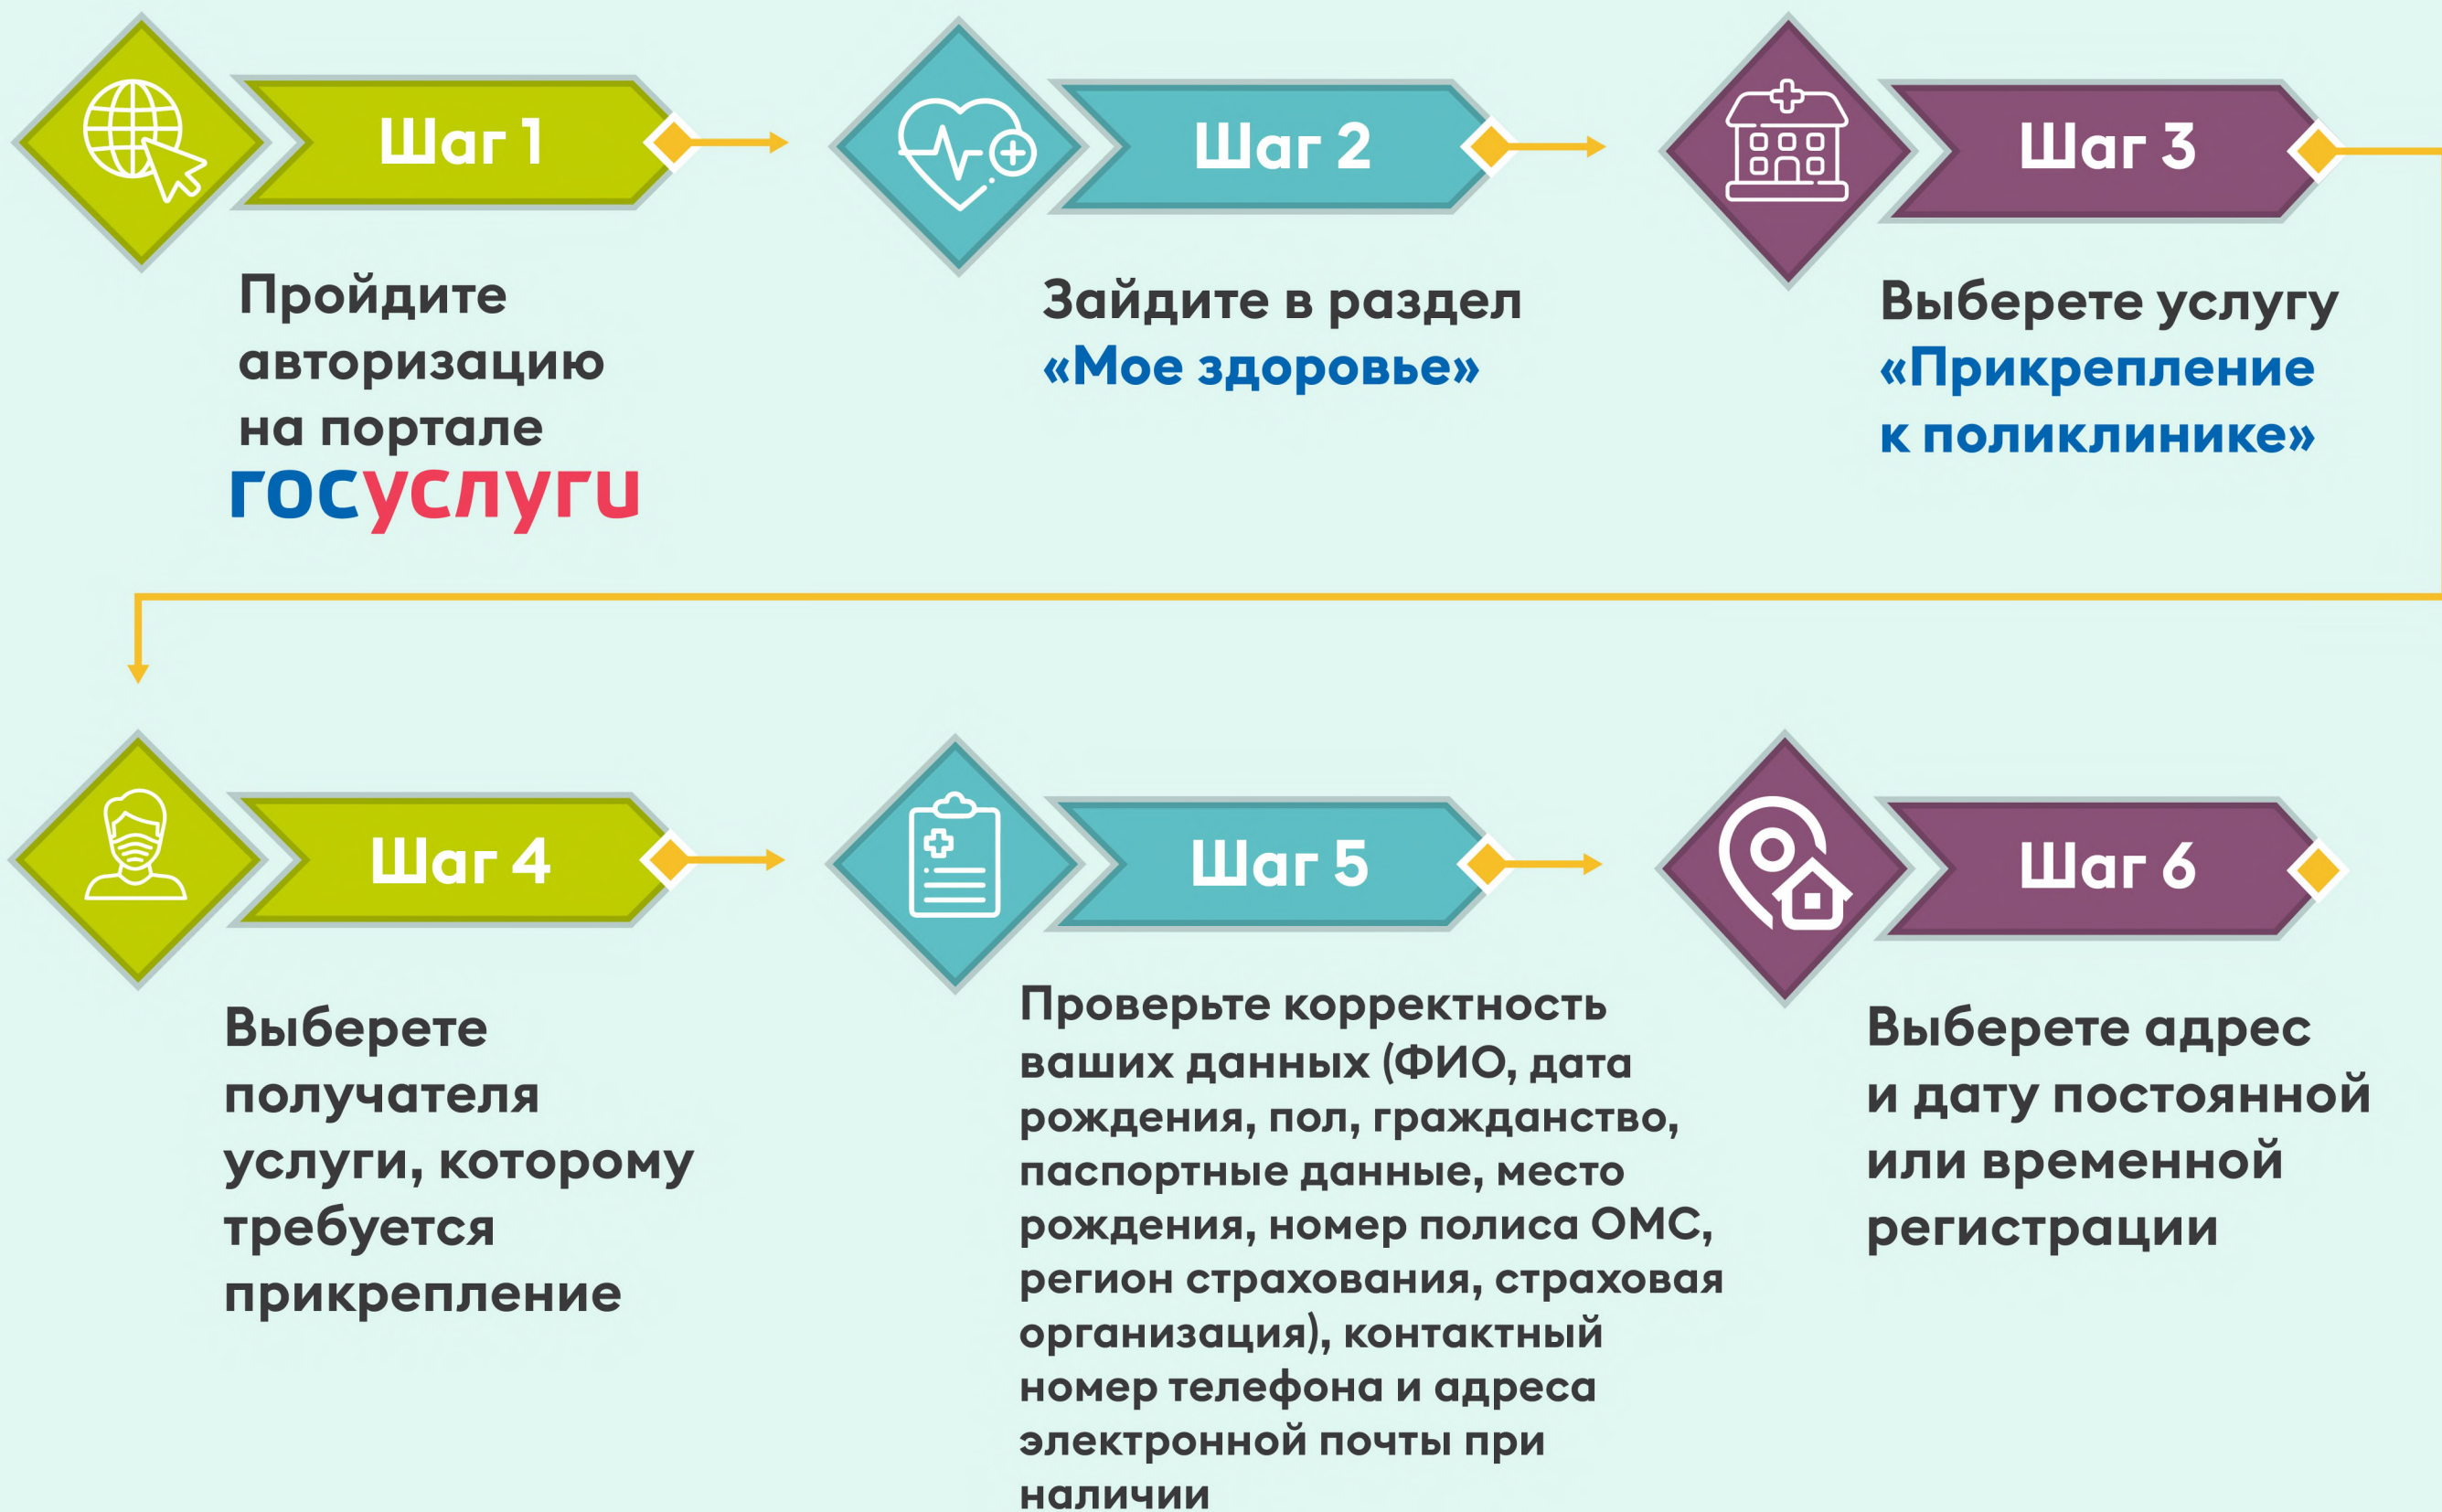 Шаг 1
Пройдите
авторизацию
на портале
госуслуги
Шаг 2
Зайдите в раздел
«Мое здоровье»
Шаг 3
Выберете услугу
«Прикрепление
к поликлинике»
Шаг 4
Выберете
получателя
услуги, которому
требуется
прикрепление
Шаг 5
Проверьте корректность
ваших данных (ФИО, дата
рождения, пол, гражданство,
паспортные данные, место
рождения, номер полиса ОМС,
регион страхования, страховая
организация), контактный
номер телефона и адреса
электронной почты при
наличии
Шаг 6
Выберете адрес
и дату постоянной
или временной
регистрации